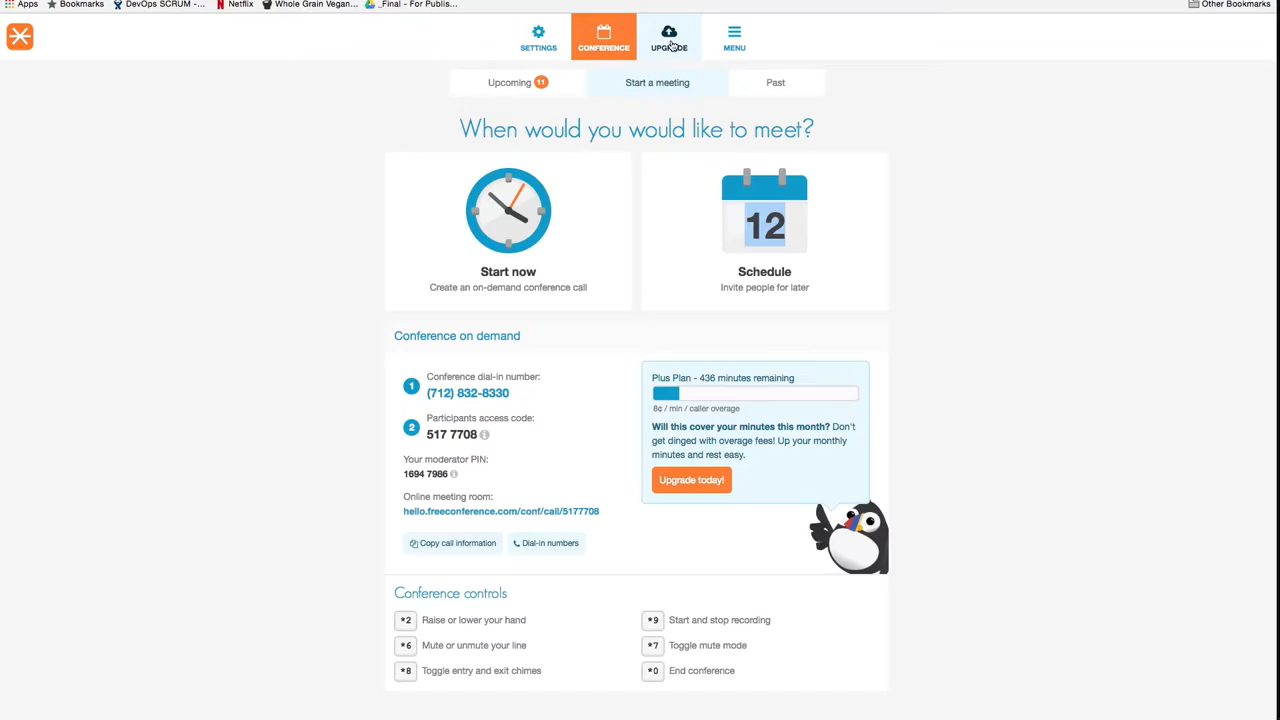 Apps
Bookmarks
DevOps SCRUM -...
Netflix
Whole Grain Vegan...
_Final - For Publis...
Other Bookmarks
SETTINGS
CONFERENCE
UPGRADE
MENU
Upcoming 11
Start a meeting
Past
When would you would like to meet?
12
Start now
Create an on-demand conference call
Schedule
Invite people for later
Conference on demand
1
Conference dial-in number:
(712) 832-8330
2
Participants access code:
517 7708
Your moderator PIN:
1694 7986
Online meeting room:
hello.freeconference.com/conf/call/5177708
Copy call information
Dial-in numbers
Plus Plan - 436 minutes remaining
8¢ / min / caller overage
Will this cover your minutes this month? Don't
get dinged with overage fees! Up your monthly
minutes and rest easy.
Upgrade today!
Conference controls
*2 Raise or lower your hand
*6 Mute or unmute your line
*8 Toggle entry and exit chimes
*9 Start and stop recording
*7 Toggle mute mode
*0 End conference